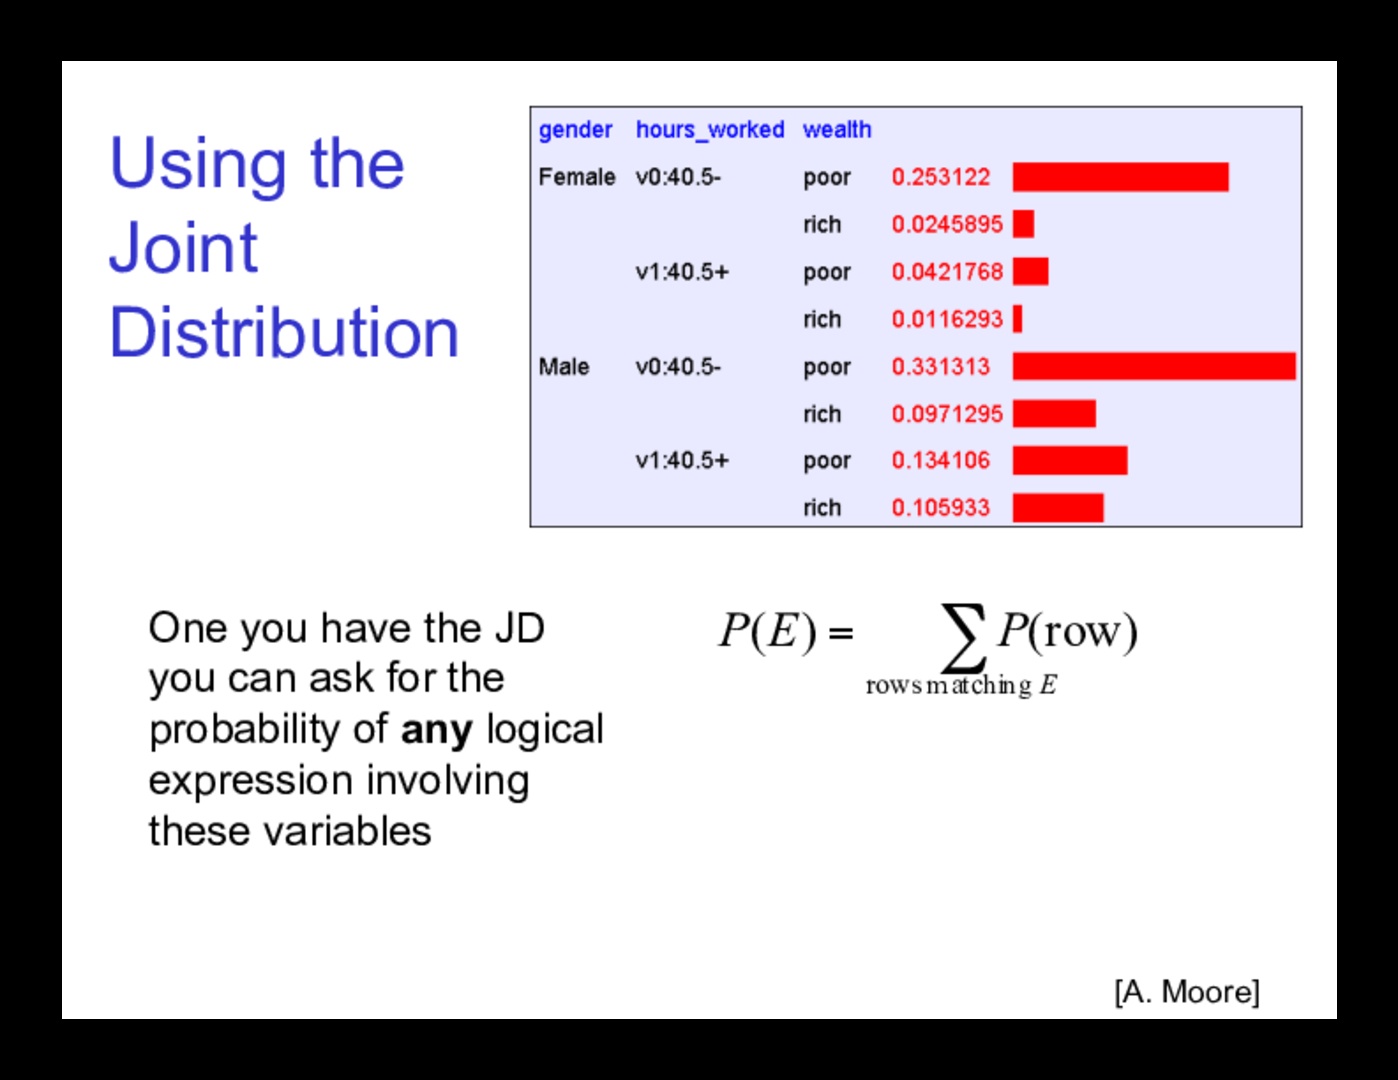 Using the
Joint
Distribution
gender hours_worked wealth
Female v0:40.5- poor 0.253122
rich 0.0245895
v1:40.5+ poor 0.0421768
rich 0.0116293
Male v0:40.5- poor 0.331313
rich 0.0971295
v1:40.5+ poor 0.134106
rich 0.105933
One you have the JD
you can ask for the
probability of any logical
expression involving
these variables
P(E) = ∑ P(row)
rows matching E
[A. Moore]